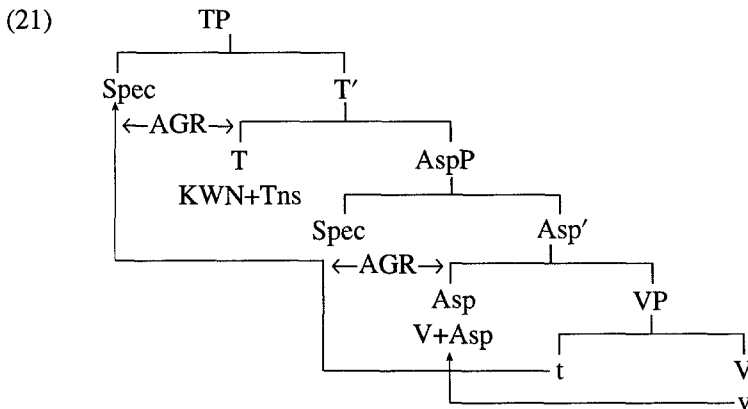 (21) TP
Spec T′
←AGR→
T AspP
KWN+Tns
Spec Asp′
←AGR→
Asp VP
V+Asp
t V
v